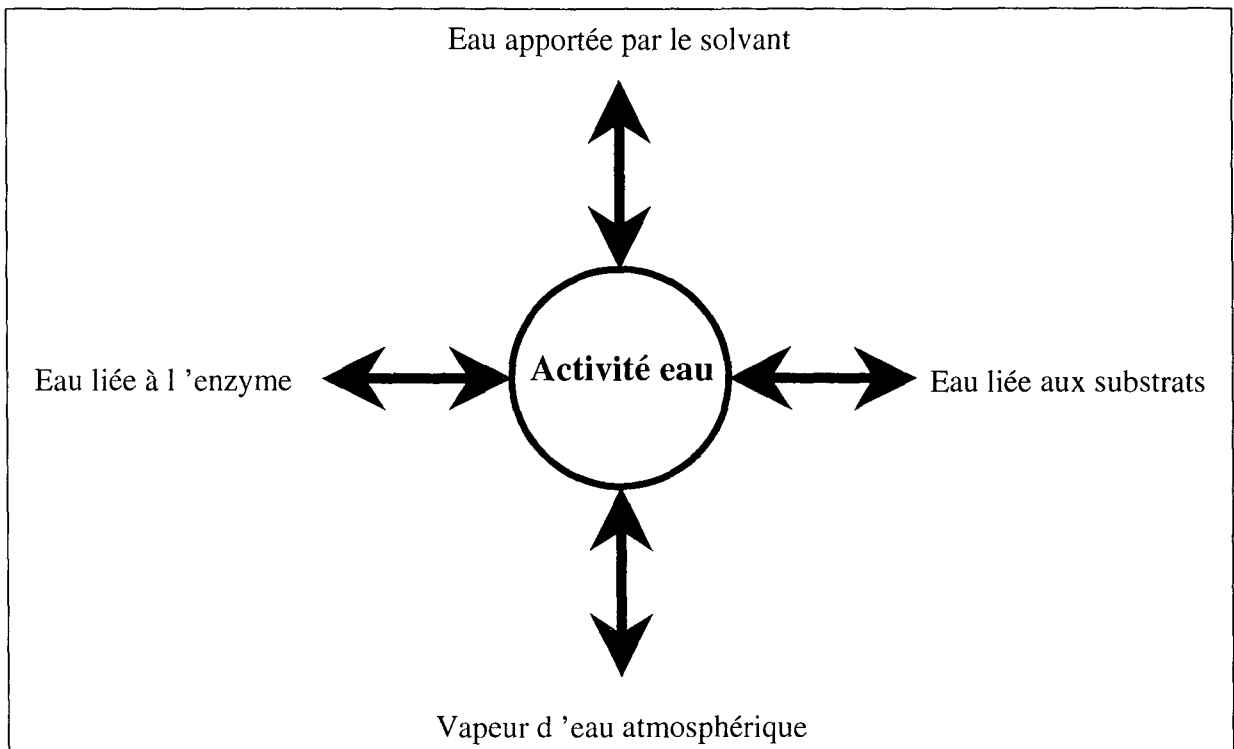 Eau apportée par le solvant
Eau liée à l ’enzyme
Activité eau
Eau liée aux substrats
Vapeur d ’eau atmosphérique